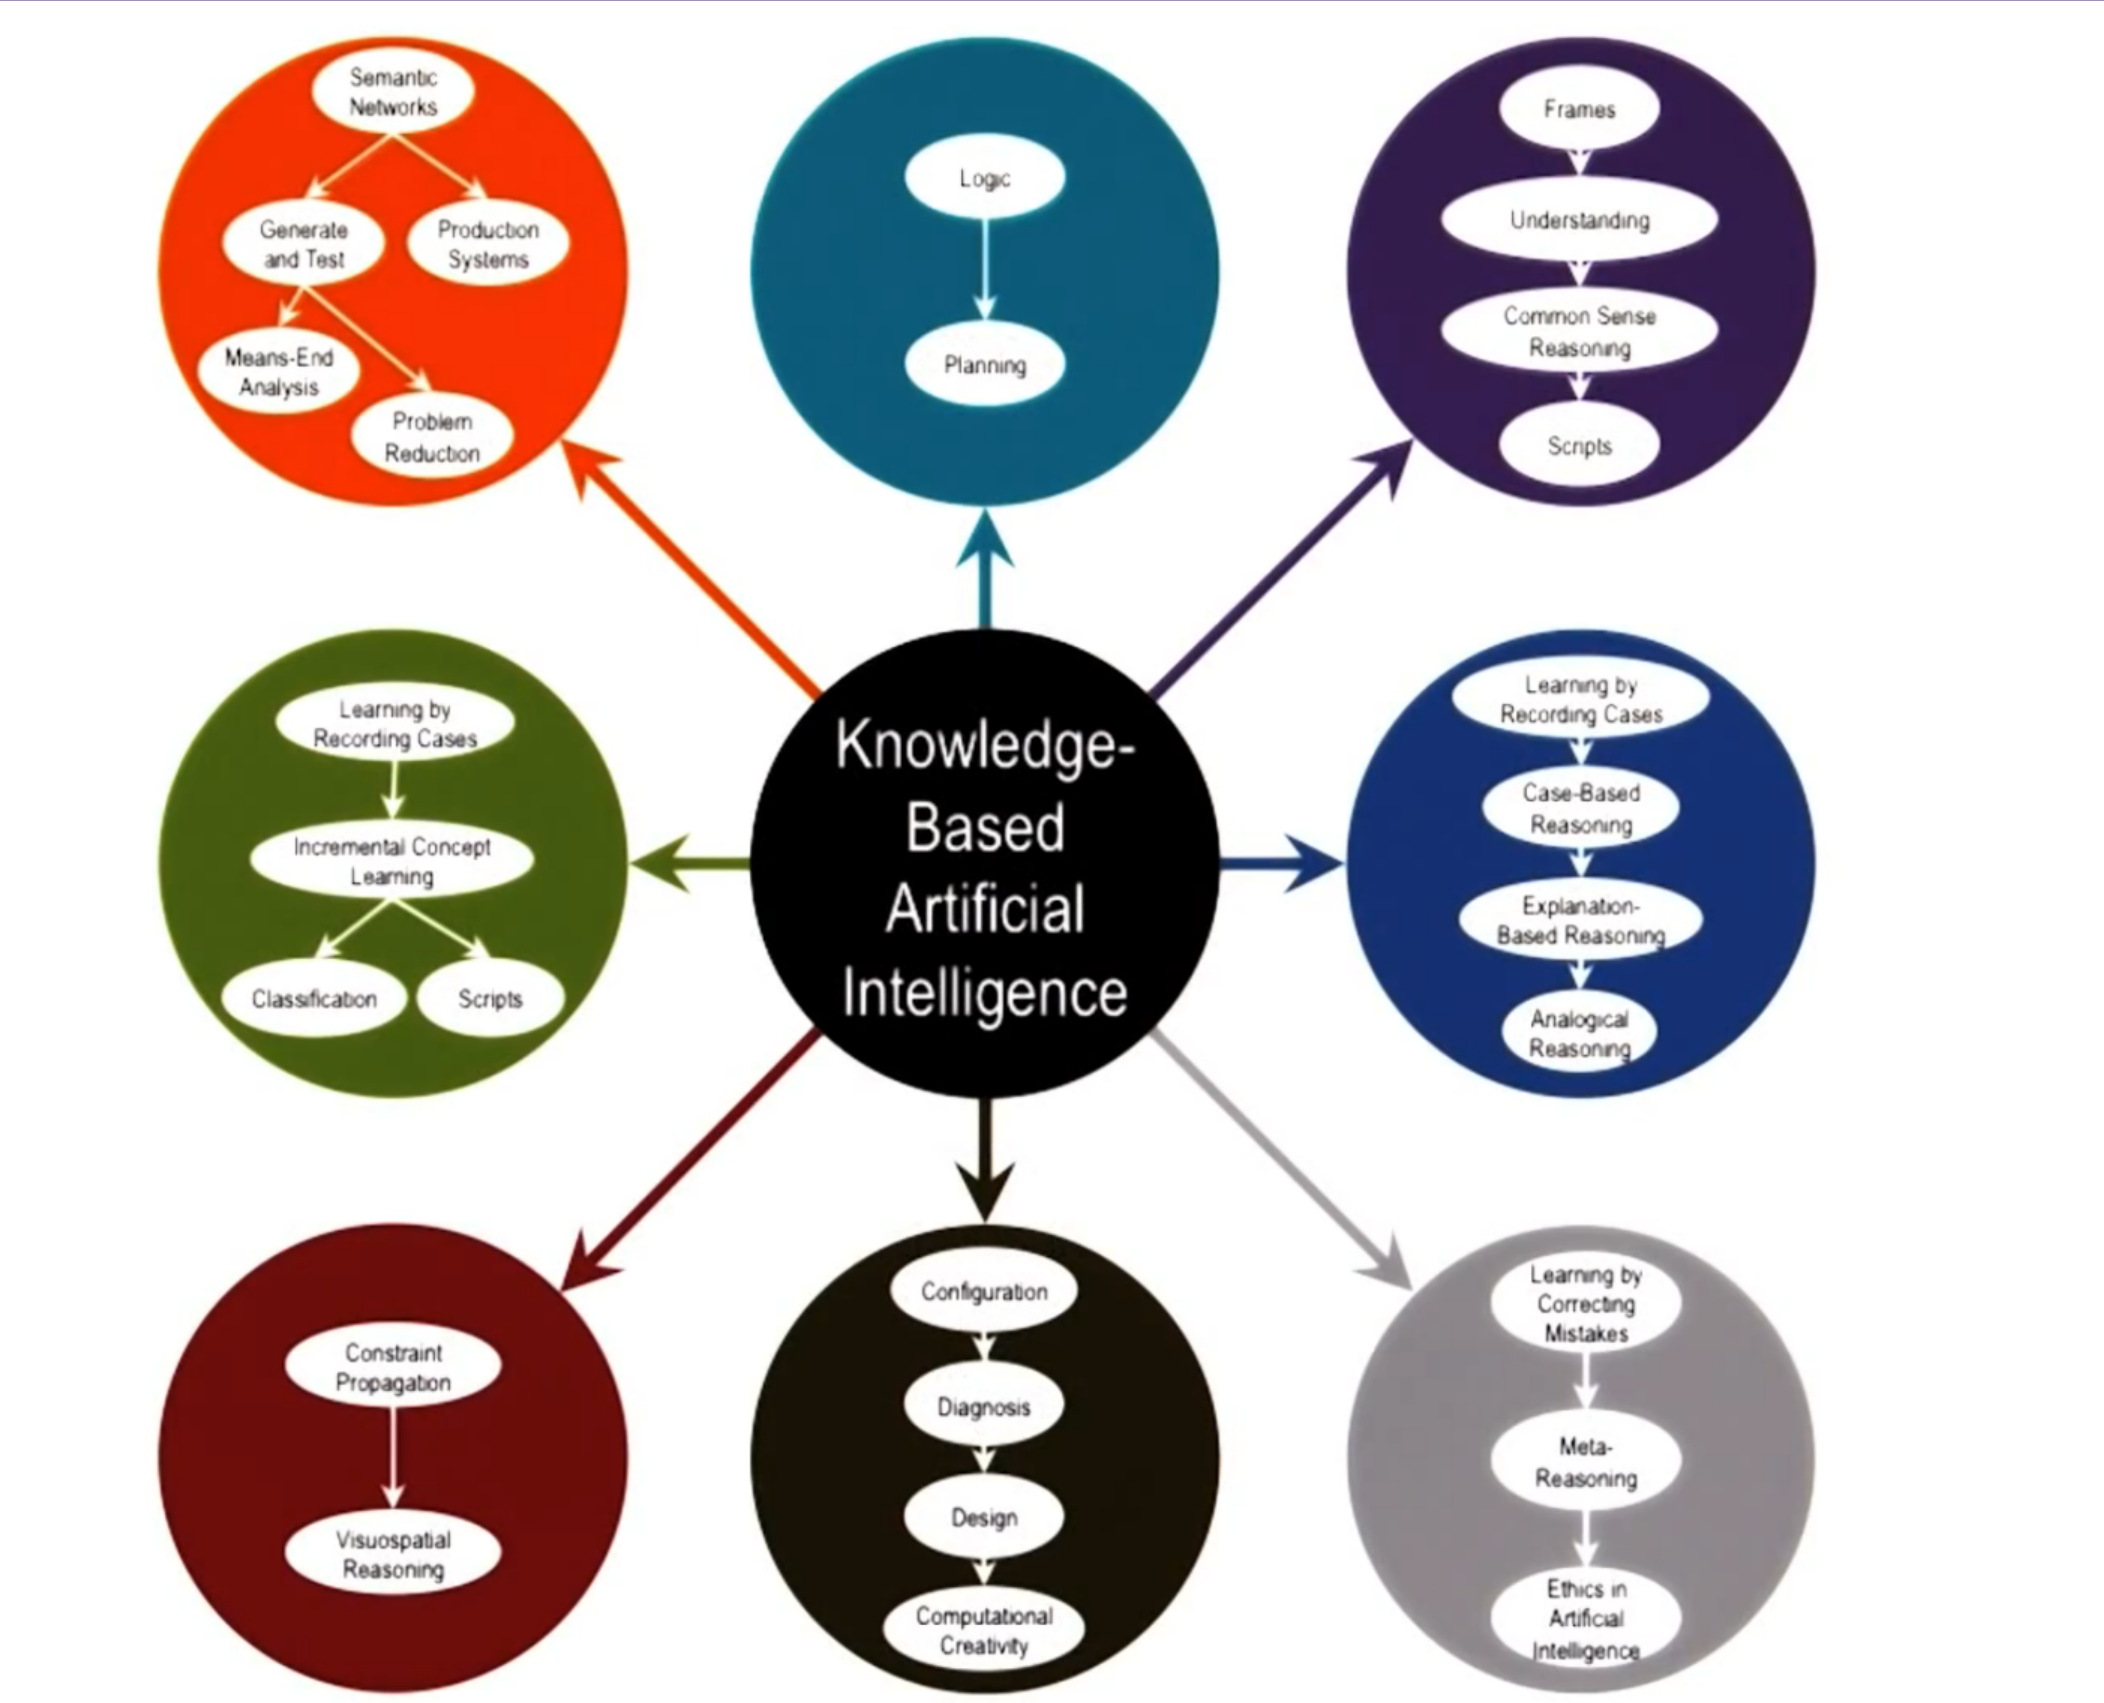 Semantic
Networks
Generate
and Test
Production
Systems
Means-End
Analysis
Problem
Reduction
Logic
Planning
Frames
Understanding
Common Sense
Reasoning
Scripts
Learning by
Recording Cases
Incremental Concept
Learning
Classification
Scripts
Knowledge-
Based
Artificial
Intelligence
Learning by
Recording Cases
Case-Based
Reasoning
Explanation-
Based Reasoning
Analogical
Reasoning
Constraint
Propagation
Visuospatial
Reasoning
Configuration
Diagnosis
Design
Computational
Creativity
Learning by
Correcting
Mistakes
Meta-
Reasoning
Ethics in
Artificial
Intelligence